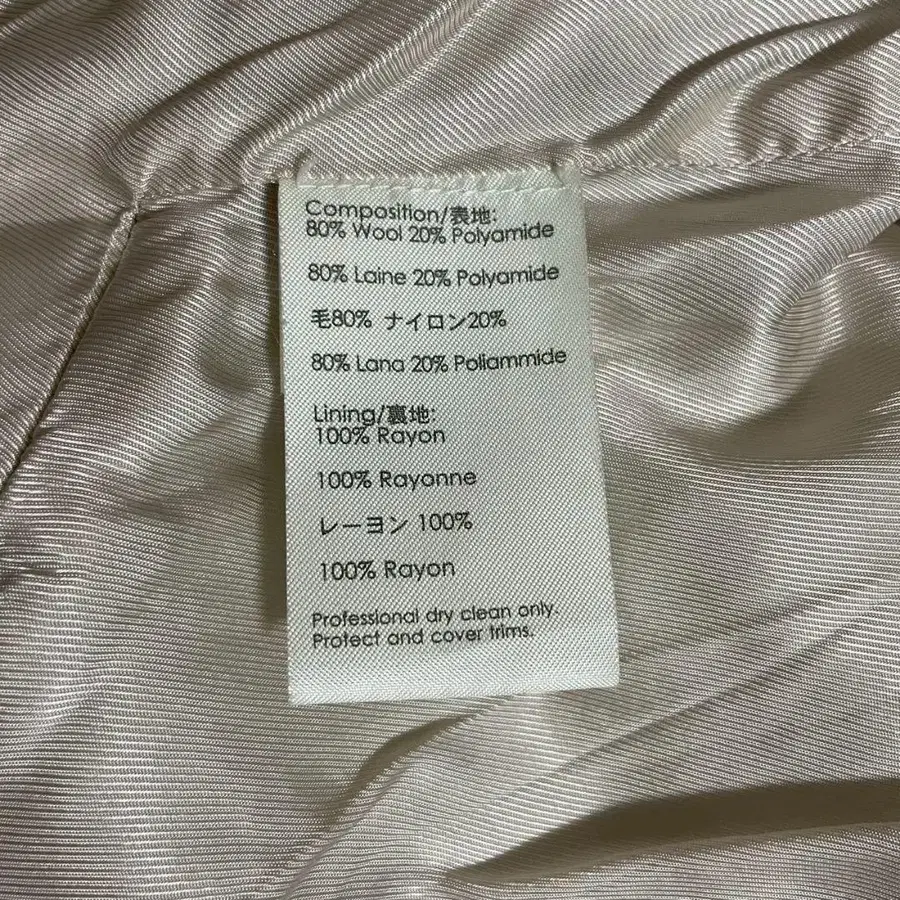 Composition/表地:
80% Wool 20% Polyamide
80% Laine 20% Polyamide
毛80% ナイロン20%
80% Lana 20% Poliammide
Lining/裏地:
100% Rayon
100% Rayonne
レーヨン 100%
100% Rayon
Professional dry clean only.
Protect and cover trims.